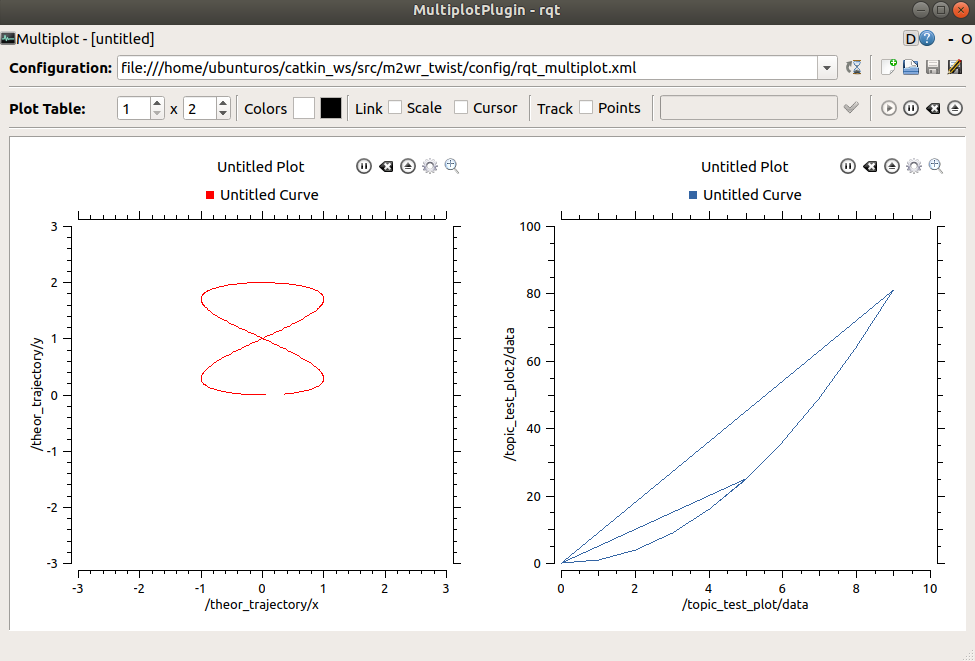 MultiplotPlugin - rqt
Multiplot - [untitled]
D ? - O
Configuration: file:///home/ubunturos/catkin_ws/src/m2wr_twist/config/rqt_multiplot.xml
Plot Table: 1 x 2 Colors Link Scale Cursor Track Points
Untitled Plot
Untitled Curve
3
2
1
0
-1
-2
-3
/theor_trajectory/y
-3 -2 -1 0 1 2 3
/theor_trajectory/x
Untitled Plot
Untitled Curve
100
80
60
40
20
0
/topic_test_plot2/data
0 2 4 6 8 10
/topic_test_plot/data